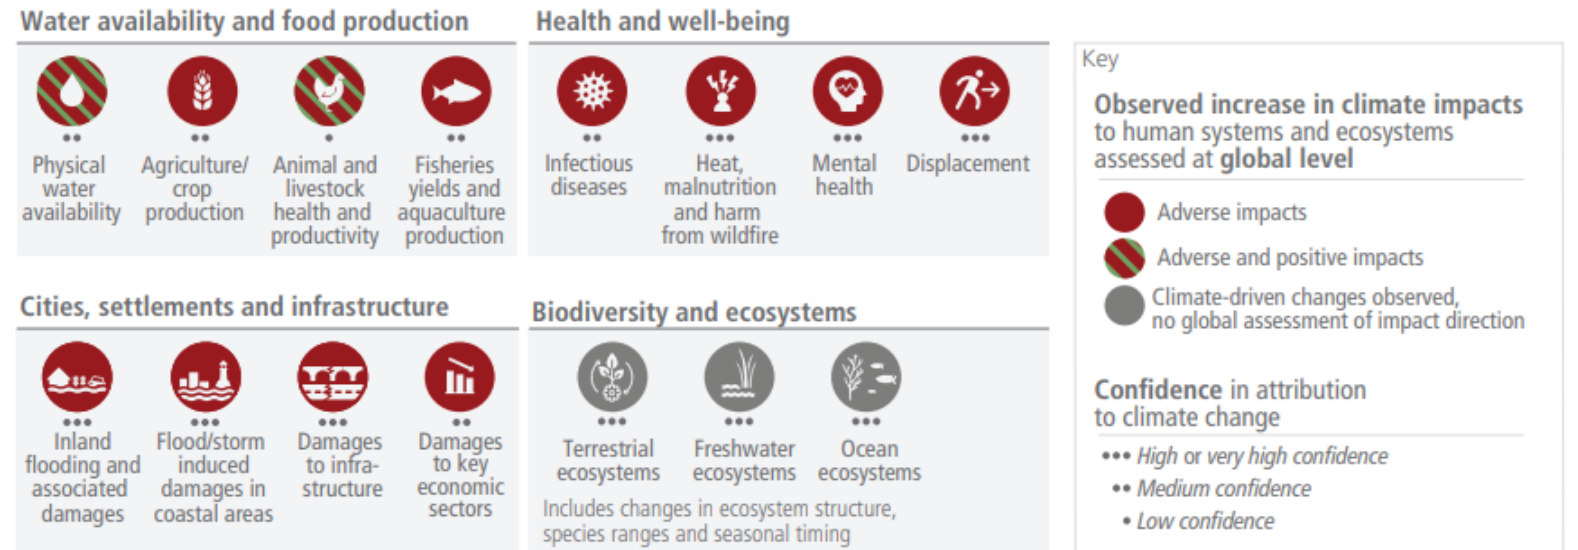 Water availability and food production
Physical
water
availability
Agriculture/
crop
production
Animal and
livestock
health and
productivity
Fisheries
yields and
aquaculture
production
Health and well-being
Infectious
diseases
Heat,
malnutrition
and harm
from wildfire
Mental
health
Displacement
Cities, settlements and infrastructure
Inland
flooding and
associated
damages
Flood/storm
induced
damages in
coastal areas
Damages
to infra-
structure
Damages
to key
economic
sectors
Biodiversity and ecosystems
Terrestrial
ecosystems
Freshwater
ecosystems
Ocean
ecosystems
Includes changes in ecosystem structure,
species ranges and seasonal timing
Key
Observed increase in climate impacts
to human systems and ecosystems
assessed at global level
Adverse impacts
Adverse and positive impacts
Climate-driven changes observed,
no global assessment of impact direction
Confidence in attribution
to climate change
••• High or very high confidence
•• Medium confidence
• Low confidence